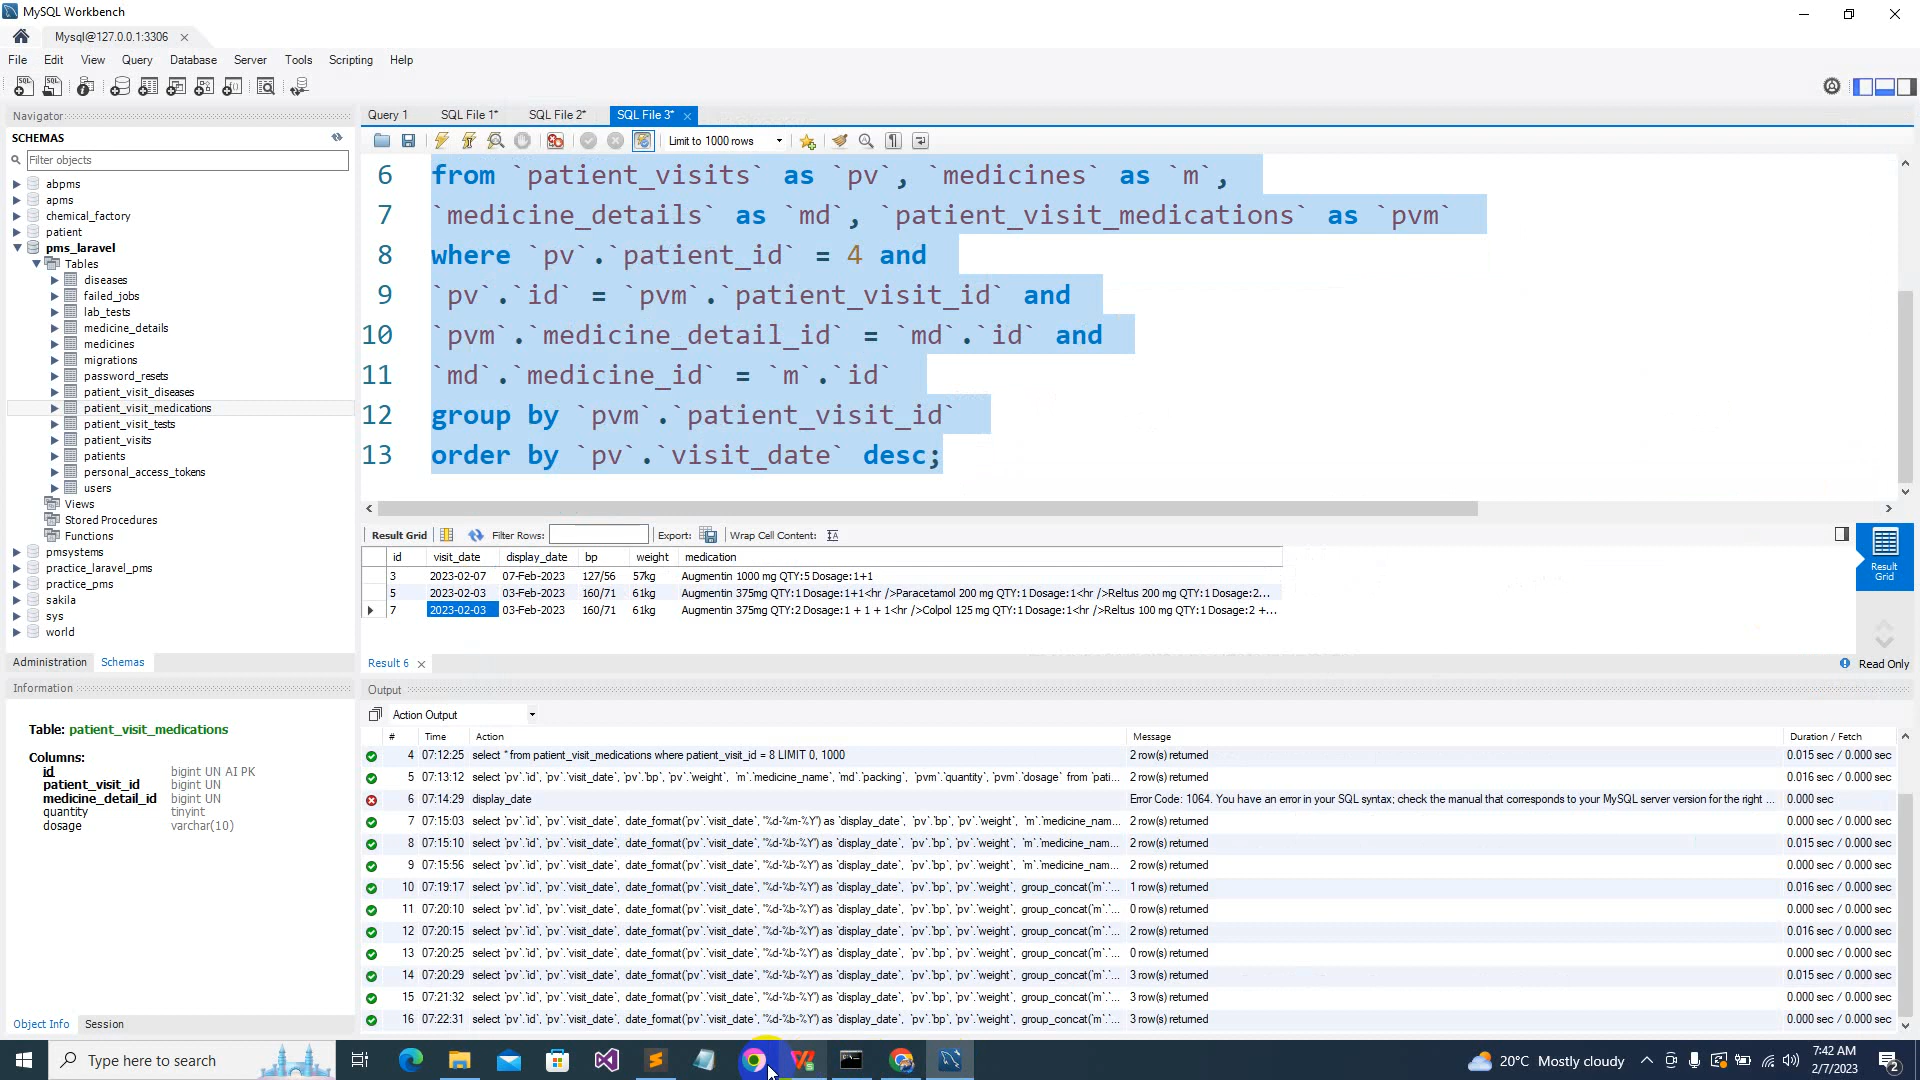 MySQL Workbench
Mysql@127.0.0.1:3306
File Edit View Query Database Server Tools Scripting Help
Navigator
SCHEMAS
Filter objects
abpms
apms
chemical_factory
patient
pms_laravel
Tables
diseases
failed_jobs
lab_tests
medicine_details
medicines
migrations
password_resets
patient_visit_diseases
patient_visit_medications
patient_visit_tests
patient_visits
patients
personal_access_tokens
users
Views
Stored Procedures
Functions
pmsystems
practice_laravel_pms
practice_pms
sakila
sys
world
Administration Schemas
Information
Table: patient_visit_medications
Columns:
id bigint UN AI PK
patient_visit_id bigint UN
medicine_detail_id bigint UN
quantity tinyint
dosage varchar(10)
Object Info Session
Query 1 SQL File 1* SQL File 2* SQL File 3*
Limit to 1000 rows
6 from `patient_visits` as `pv`, `medicines` as `m`,
7 `medicine_details` as `md`, `patient_visit_medications` as `pvm`
8 where `pv`.`patient_id` = 4 and
9 `pv`.`id` = `pvm`.`patient_visit_id` and
10 `pvm`.`medicine_detail_id` = `md`.`id` and
11 `md`.`medicine_id` = `m`.`id`
12 group by `pvm`.`patient_visit_id`
13 order by `pv`.`visit_date` desc;
Result Grid Filter Rows: Export: Wrap Cell Content:
id visit_date display_date bp weight medication
3 2023-02-07 07-Feb-2023 127/56 57kg Augmentin 1000 mg QTY:5 Dosage:1+1
5 2023-02-03 03-Feb-2023 160/71 61kg Augmentin 375mg QTY:1 Dosage:1+1<hr />Paracetamol 200 mg QTY:1 Dosage:1<hr />Reltus 200 mg QTY:1 Dosage:2...
7 2023-02-03 03-Feb-2023 160/71 61kg Augmentin 375mg QTY:2 Dosage:1 + 1 + 1<hr />Colpol 125 mg QTY:1 Dosage:1<hr />Reltus 100 mg QTY:1 Dosage:2 +...
Result Grid
Result 6
Read Only
Output
Action Output
# Time Action Message Duration / Fetch
4 07:12:25 select * from patient_visit_medications where patient_visit_id = 8 LIMIT 0, 1000 2 row(s) returned 0.015 sec / 0.000 sec
5 07:13:12 select `pv`.`id`, `pv`.`visit_date`, `pv`.`bp`, `pv`.`weight`, `m`.`medicine_name`, `md`.`packing`, `pvm`.`quantity`, `pvm`.`dosage` from `pati... 2 row(s) returned 0.016 sec / 0.000 sec
6 07:14:29 display_date Error Code: 1064. You have an error in your SQL syntax; check the manual that corresponds to your MySQL server version for the right ... 0.000 sec
7 07:15:03 select `pv`.`id`, `pv`.`visit_date`, date_format(`pv`.`visit_date`, "%d-%m-%Y") as `display_date`, `pv`.`bp`, `pv`.`weight`, `m`.`medicine_nam... 2 row(s) returned 0.000 sec / 0.000 sec
8 07:15:10 select `pv`.`id`, `pv`.`visit_date`, date_format(`pv`.`visit_date`, "%d-%b-%Y") as `display_date`, `pv`.`bp`, `pv`.`weight`, `m`.`medicine_nam... 2 row(s) returned 0.015 sec / 0.000 sec
9 07:15:56 select `pv`.`id`, `pv`.`visit_date`, date_format(`pv`.`visit_date`, "%d-%b-%Y") as `display_date`, `pv`.`bp`, `pv`.`weight`, `m`.`medicine_nam... 2 row(s) returned 0.000 sec / 0.000 sec
10 07:19:17 select `pv`.`id`, `pv`.`visit_date`, date_format(`pv`.`visit_date`, "%d-%b-%Y") as `display_date`, `pv`.`bp`, `pv`.`weight`, group_concat(`m`.`... 1 row(s) returned 0.016 sec / 0.000 sec
11 07:20:10 select `pv`.`id`, `pv`.`visit_date`, date_format(`pv`.`visit_date`, "%d-%b-%Y") as `display_date`, `pv`.`bp`, `pv`.`weight`, group_concat(`m`.`... 0 row(s) returned 0.000 sec / 0.000 sec
12 07:20:15 select `pv`.`id`, `pv`.`visit_date`, date_format(`pv`.`visit_date`, "%d-%b-%Y") as `display_date`, `pv`.`bp`, `pv`.`weight`, group_concat(`m`.`... 2 row(s) returned 0.016 sec / 0.000 sec
13 07:20:25 select `pv`.`id`, `pv`.`visit_date`, date_format(`pv`.`visit_date`, "%d-%b-%Y") as `display_date`, `pv`.`bp`, `pv`.`weight`, group_concat(`m`.`... 0 row(s) returned 0.000 sec / 0.000 sec
14 07:20:29 select `pv`.`id`, `pv`.`visit_date`, date_format(`pv`.`visit_date`, "%d-%b-%Y") as `display_date`, `pv`.`bp`, `pv`.`weight`, group_concat(`m`.`... 3 row(s) returned 0.015 sec / 0.000 sec
15 07:21:32 select `pv`.`id`, `pv`.`visit_date`, date_format(`pv`.`visit_date`, "%d-%b-%Y") as `display_date`, `pv`.`bp`, `pv`.`weight`, group_concat(`m`.`... 3 row(s) returned 0.000 sec / 0.000 sec
16 07:22:31 select `pv`.`id`, `pv`.`visit_date`, date_format(`pv`.`visit_date`, "%d-%b-%Y") as `display_date`, `pv`.`bp`, `pv`.`weight`, group_concat(`m`.`... 3 row(s) returned 0.000 sec / 0.000 sec
Type here to search
20°C Mostly cloudy
7:42 AM
2/7/2023
2